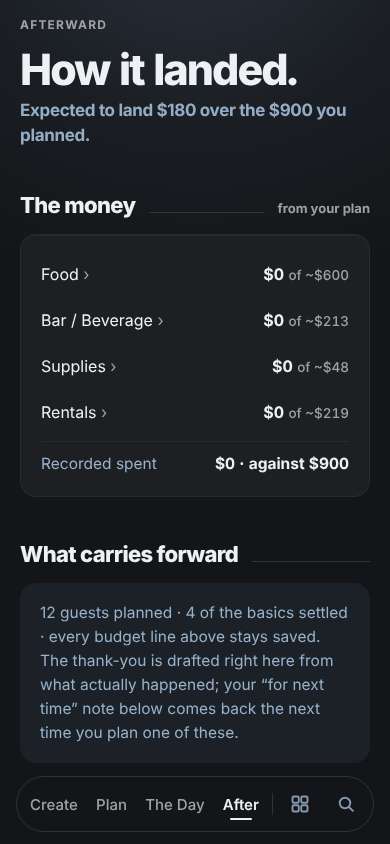 AFTERWARD
How it landed.
Expected to land $180 over the $900 you
planned.
The money
from your plan
Food ›
$0 of ~$600
Bar / Beverage ›
$0 of ~$213
Supplies ›
$0 of ~$48
Rentals ›
$0 of ~$219
Recorded spent
$0 · against $900
What carries forward
12 guests planned · 4 of the basics settled
· every budget line above stays saved.
The thank-you is drafted right here from
what actually happened; your “for next
time” note below comes back the next
time you plan one of these.
Create Plan The Day After